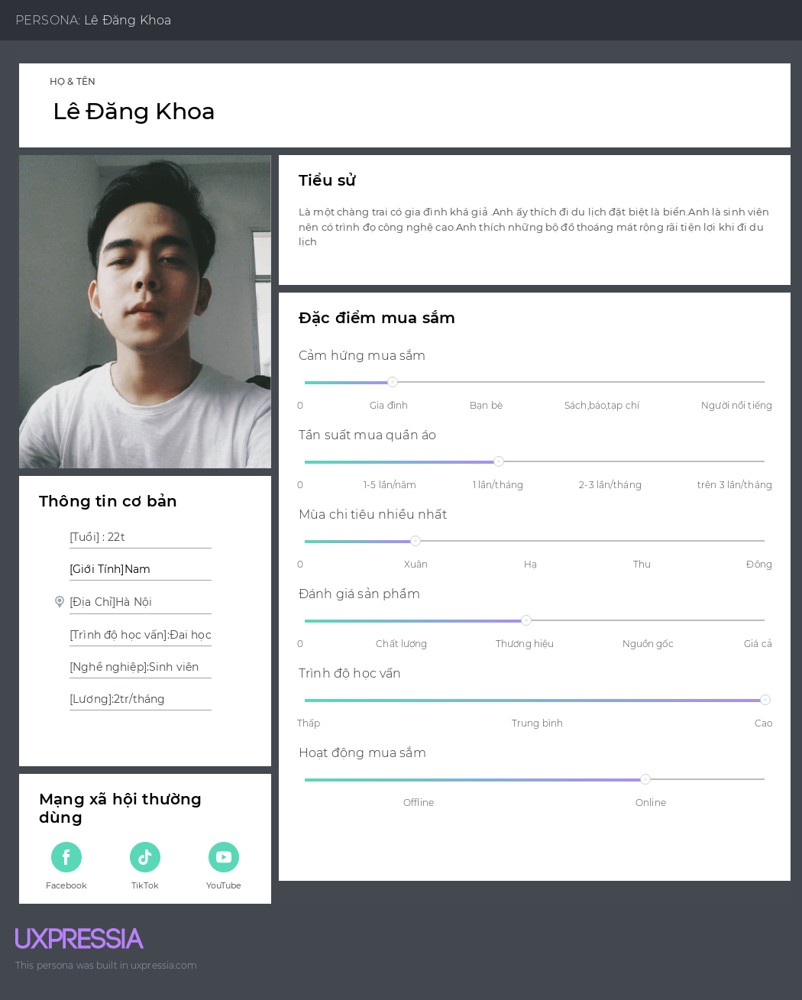 PERSONA: Lê Đăng Khoa
HỌ & TÊN
Lê Đăng Khoa
Tiểu sử
Là một chàng trai có gia đình khá giả .Anh ấy thích đi du lịch đặt biệt là biển.Anh là sinh viên
nên có trình đọ công nghệ cao.Anh thích những bộ đồ thoáng mát rộng rãi tiện lợi khi đi du
lịch
Đặc điểm mua sắm
Cảm hứng mua sắm
0 Gia đình Bạn bè Sách,báo,tạp chí Người nổi tiếng
Tần suất mua quần áo
0 1-5 lần/năm 1 lần/tháng 2-3 lần/tháng trên 3 lần/tháng
Mùa chi tiêu nhiều nhất
0 Xuân Hạ Thu Đông
Đánh giá sản phẩm
0 Chất lượng Thương hiệu Nguồn gốc Giá cả
Trình độ học vấn
Thấp Trung bình Cao
Hoạt động mua sắm
Offline Online
Thông tin cơ bản
[Tuổi] : 22t
[Giới Tính]Nam
[Địa Chỉ]Hà Nội
[Trình độ học vấn]:Đai học
[Nghề nghiệp]:Sinh viên
[Lương]:2tr/tháng
Mạng xã hội thường
dùng
Facebook TikTok YouTube
UXPRESSIA
This persona was built in uxpressia.com